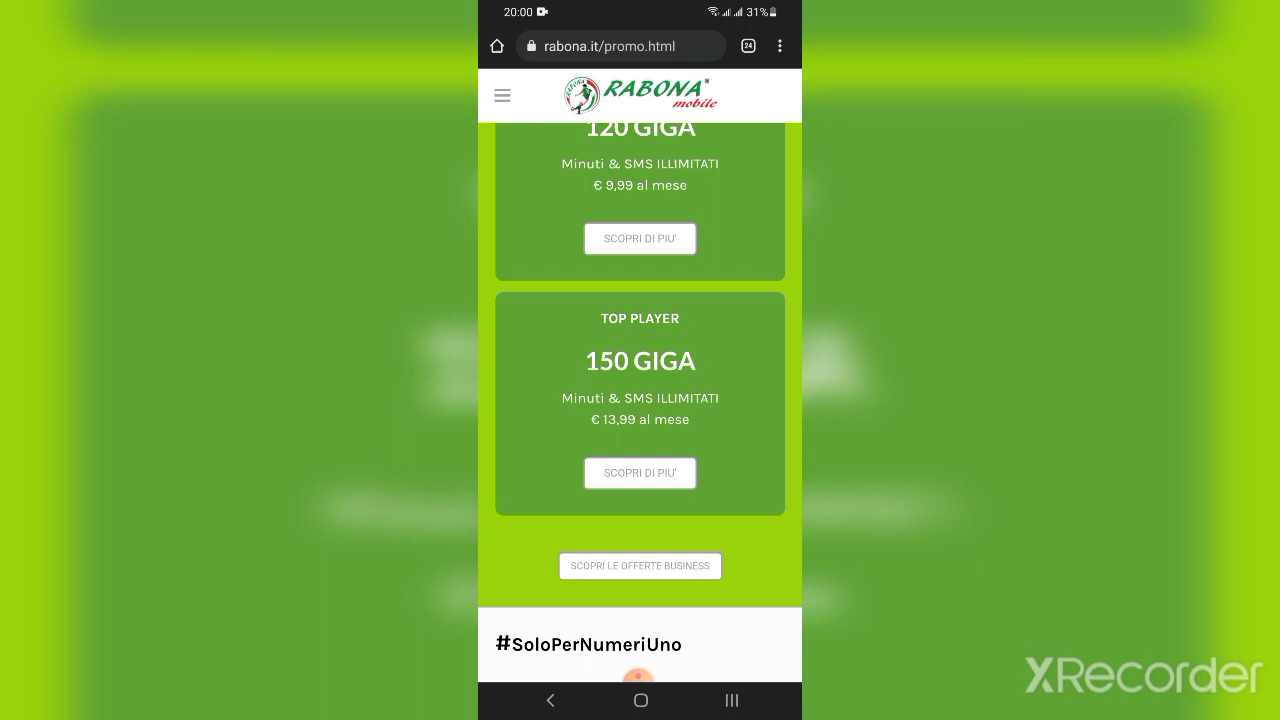 20:00
31%
rabona.it/promo.html
24
RABONA
RABONA®
mobile
120 GIGA
Minuti & SMS ILLIMITATI
€ 9,99 al mese
SCOPRI DI PIU'
TOP PLAYER
150 GIGA
Minuti & SMS ILLIMITATI
€ 13,99 al mese
SCOPRI DI PIU'
SCOPRI LE OFFERTE BUSINESS
#SoloPerNumeriUno
XRecorder